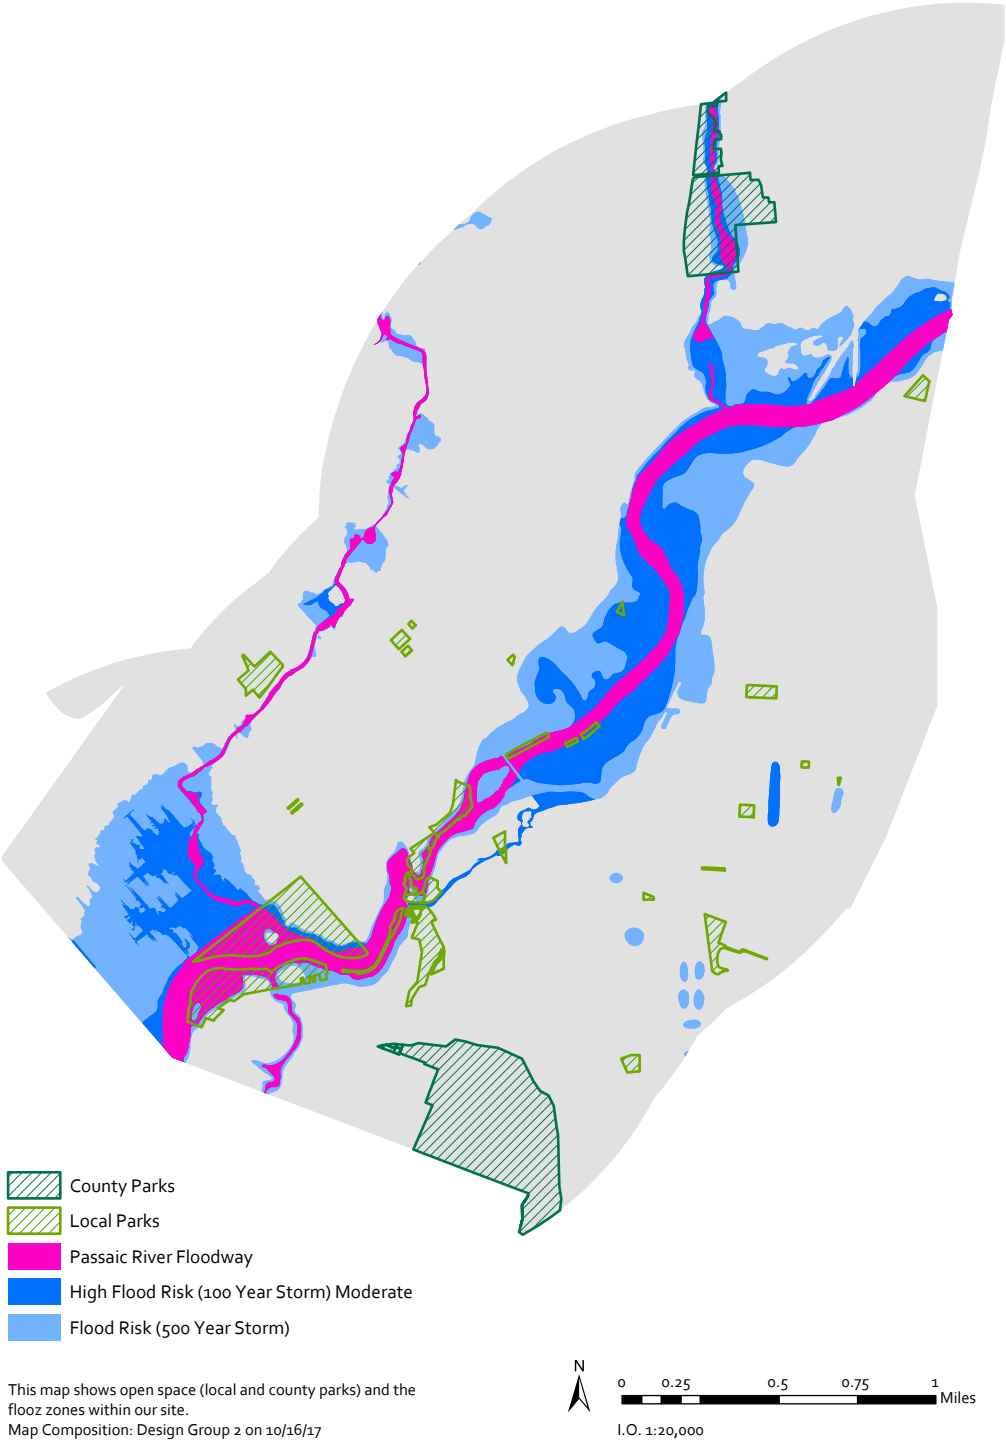 County Parks
Local Parks
Passaic River Floodway
High Flood Risk (100 Year Storm) Moderate
Flood Risk (500 Year Storm)
This map shows open space (local and county parks) and the
flooz zones within our site.
Map Composition: Design Group 2 on 10/16/17
N
0 0.25 0.5 0.75 1
Miles
I.O. 1:20,000